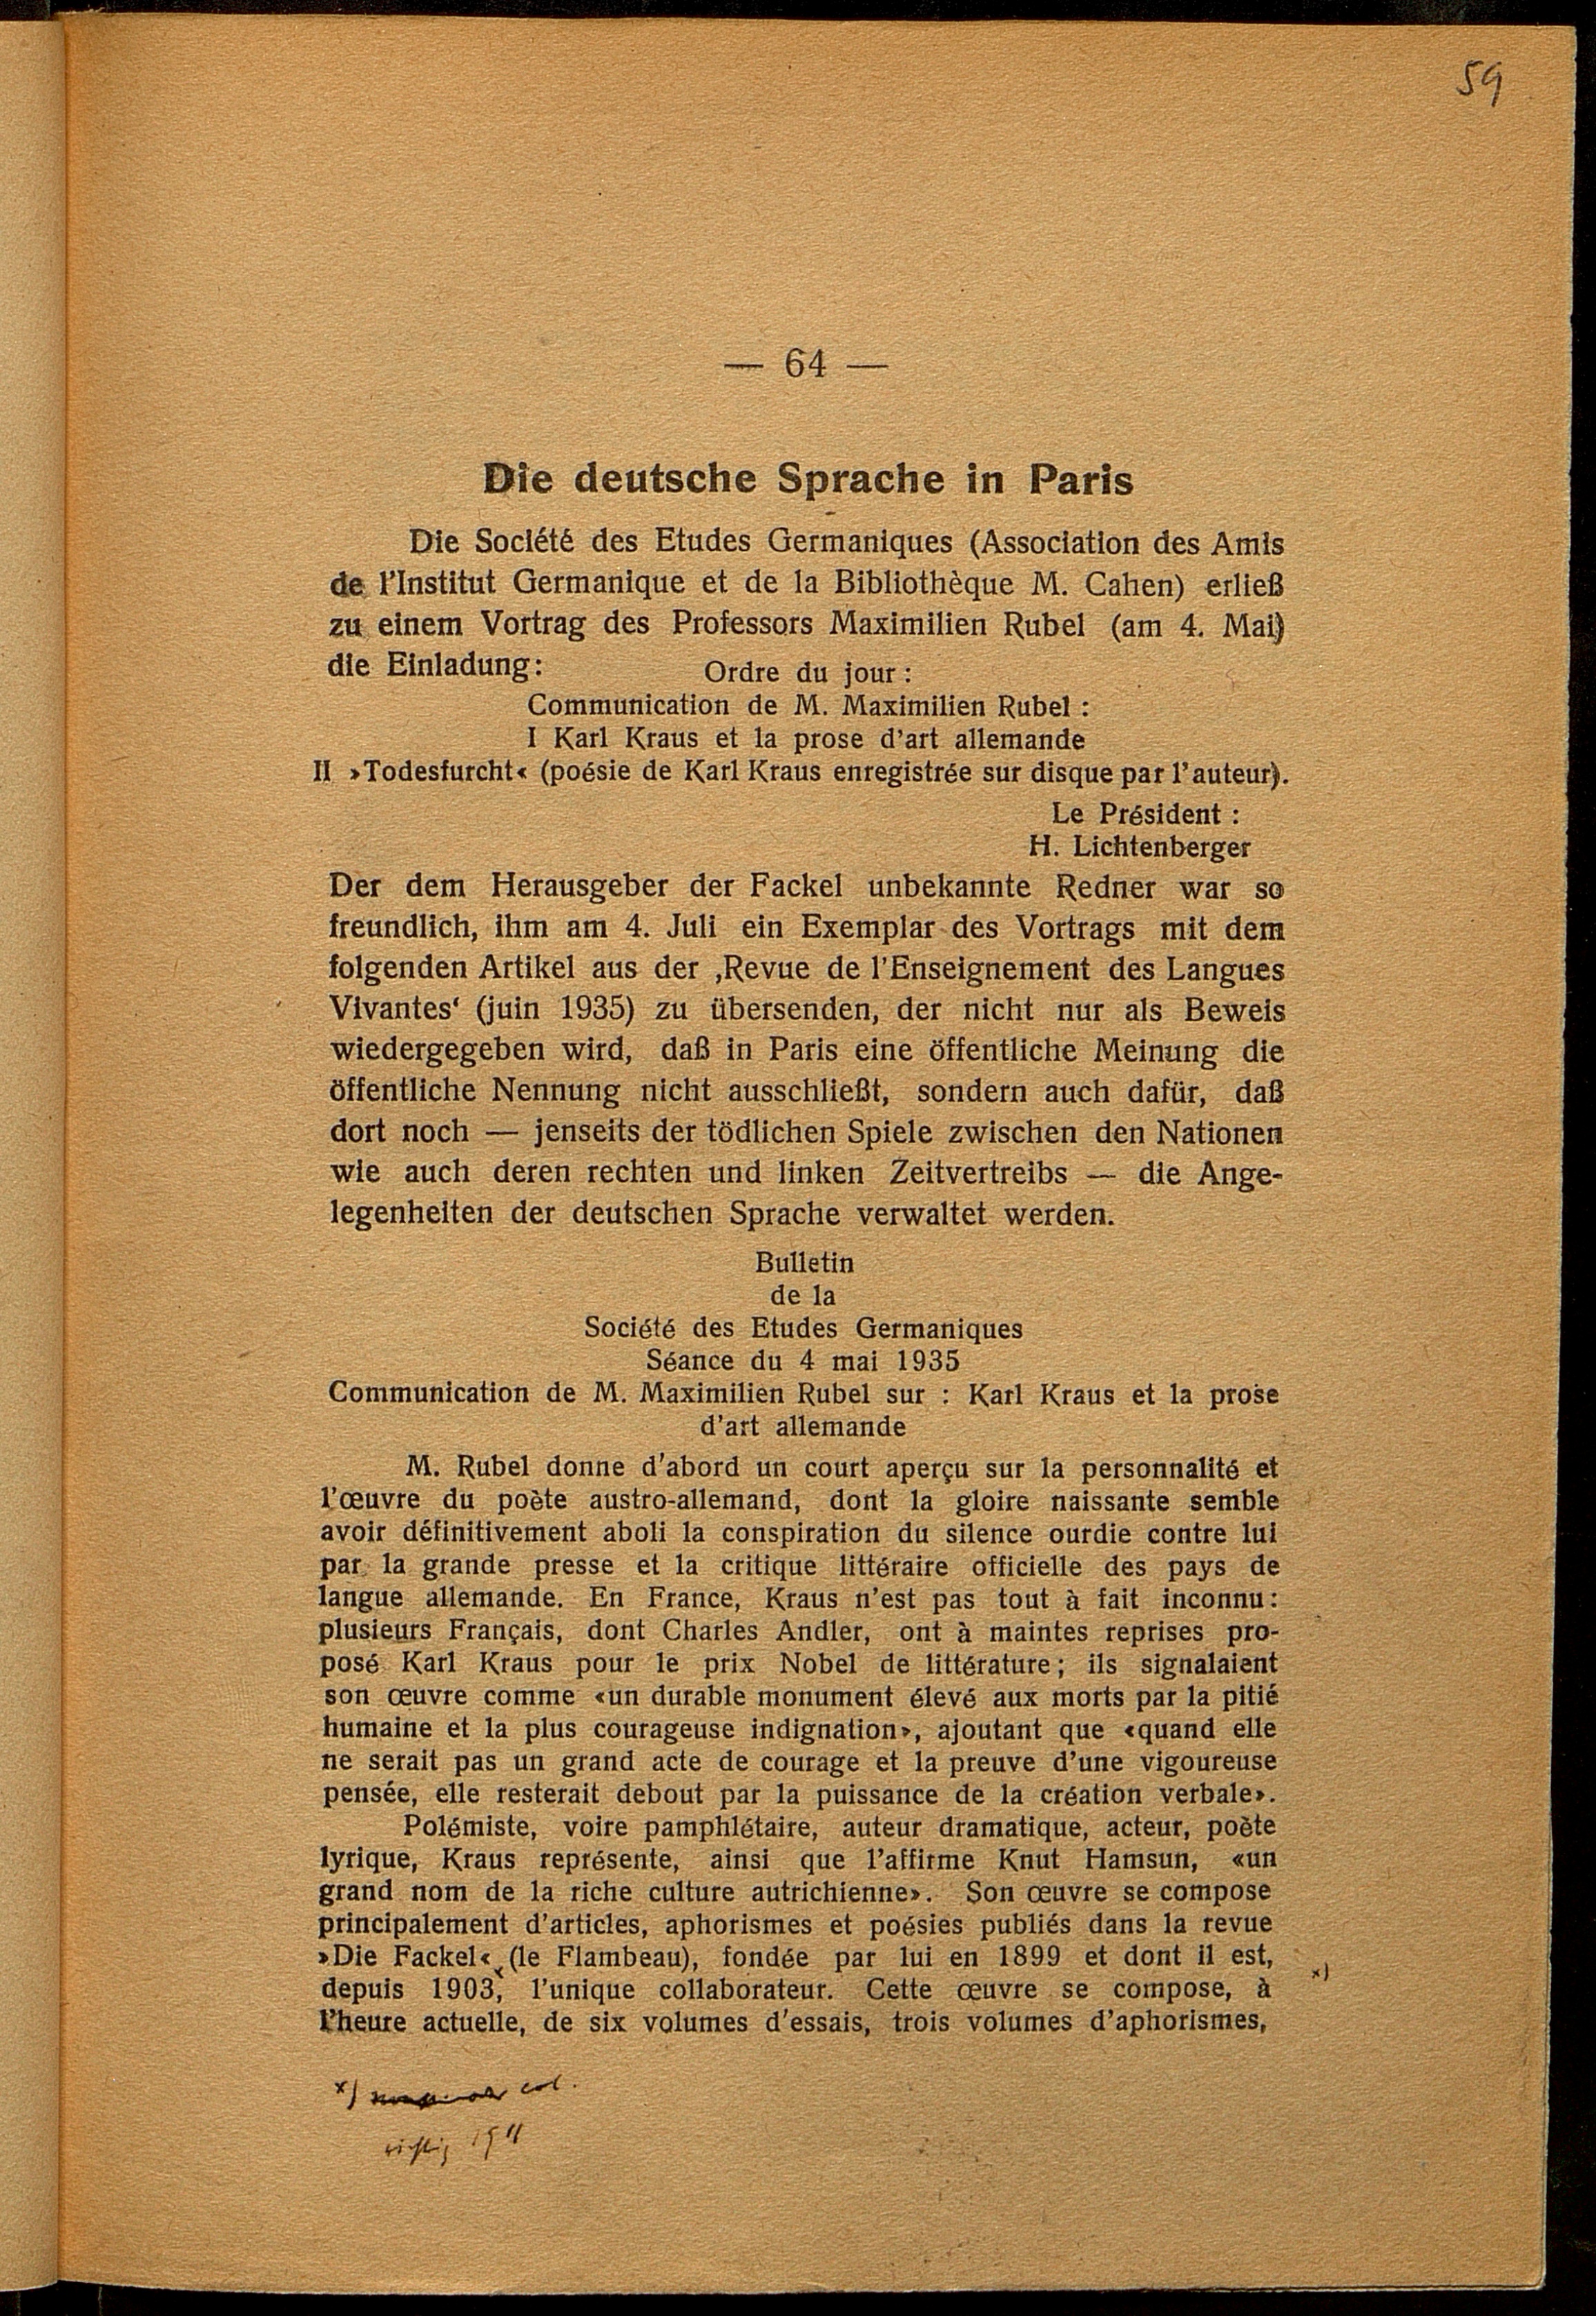 59
— 64 —
Die deutsche Sprache in Paris
Die Société des Etudes Germaniques (Association des Amis
de l'Institut Germanique et de la Bibliothèque M. Cahen) erließ
zu einem Vortrag des Professors Maximilien Rubel (am 4. Mai)
die Einladung:
Ordre du jour :
Communication de M. Maximilien Rubel :
I Karl Kraus et la prose d'art allemande
II »Todesfurcht« (poésie de Karl Kraus enregistrée sur disque par l'auteur).
Le Président :
H. Lichtenberger
Der dem Herausgeber der Fackel unbekannte Redner war so
freundlich, ihm am 4. Juli ein Exemplar des Vortrags mit dem
folgenden Artikel aus der ‚Revue de l'Enseignement des Langues
Vivantes‘ (juin 1935) zu übersenden, der nicht nur als Beweis
wiedergegeben wird, daß in Paris eine öffentliche Meinung die
öffentliche Nennung nicht ausschließt, sondern auch dafür, daß
dort noch — jenseits der tödlichen Spiele zwischen den Nationen
wie auch deren rechten und linken Zeitvertreibs — die Ange-
legenheiten der deutschen Sprache verwaltet werden.
Bulletin
de la
Société des Etudes Germaniques
Séance du 4 mai 1935
Communication de M. Maximilien Rubel sur : Karl Kraus et la prose
d'art allemande
M. Rubel donne d'abord un court aperçu sur la personnalité et
l'œuvre du poète austro-allemand, dont la gloire naissante semble
avoir définitivement aboli la conspiration du silence ourdie contre lui
par la grande presse et la critique littéraire officielle des pays de
langue allemande. En France, Kraus n'est pas tout à fait inconnu:
plusieurs Français, dont Charles Andler, ont à maintes reprises pro-
posé Karl Kraus pour le prix Nobel de littérature; ils signalaient
son œuvre comme «un durable monument élevé aux morts par la pitié
humaine et la plus courageuse indignation», ajoutant que «quand elle
ne serait pas un grand acte de courage et la preuve d'une vigoureuse
pensée, elle resterait debout par la puissance de la création verbale».
Polémiste, voire pamphlétaire, auteur dramatique, acteur, poète
lyrique, Kraus représente, ainsi que l'affirme Knut Hamsun, «un
grand nom de la riche culture autrichienne». Son œuvre se compose
principalement d'articles, aphorismes et poésies publiés dans la revue
»Die Fackel« (le Flambeau), fondée par lui en 1899 et dont il est,
depuis 1903, l'unique collaborateur. Cette œuvre se compose, à
x)
l'heure actuelle, de six volumes d'essais, trois volumes d'aphorismes,
x)
richtig 1911